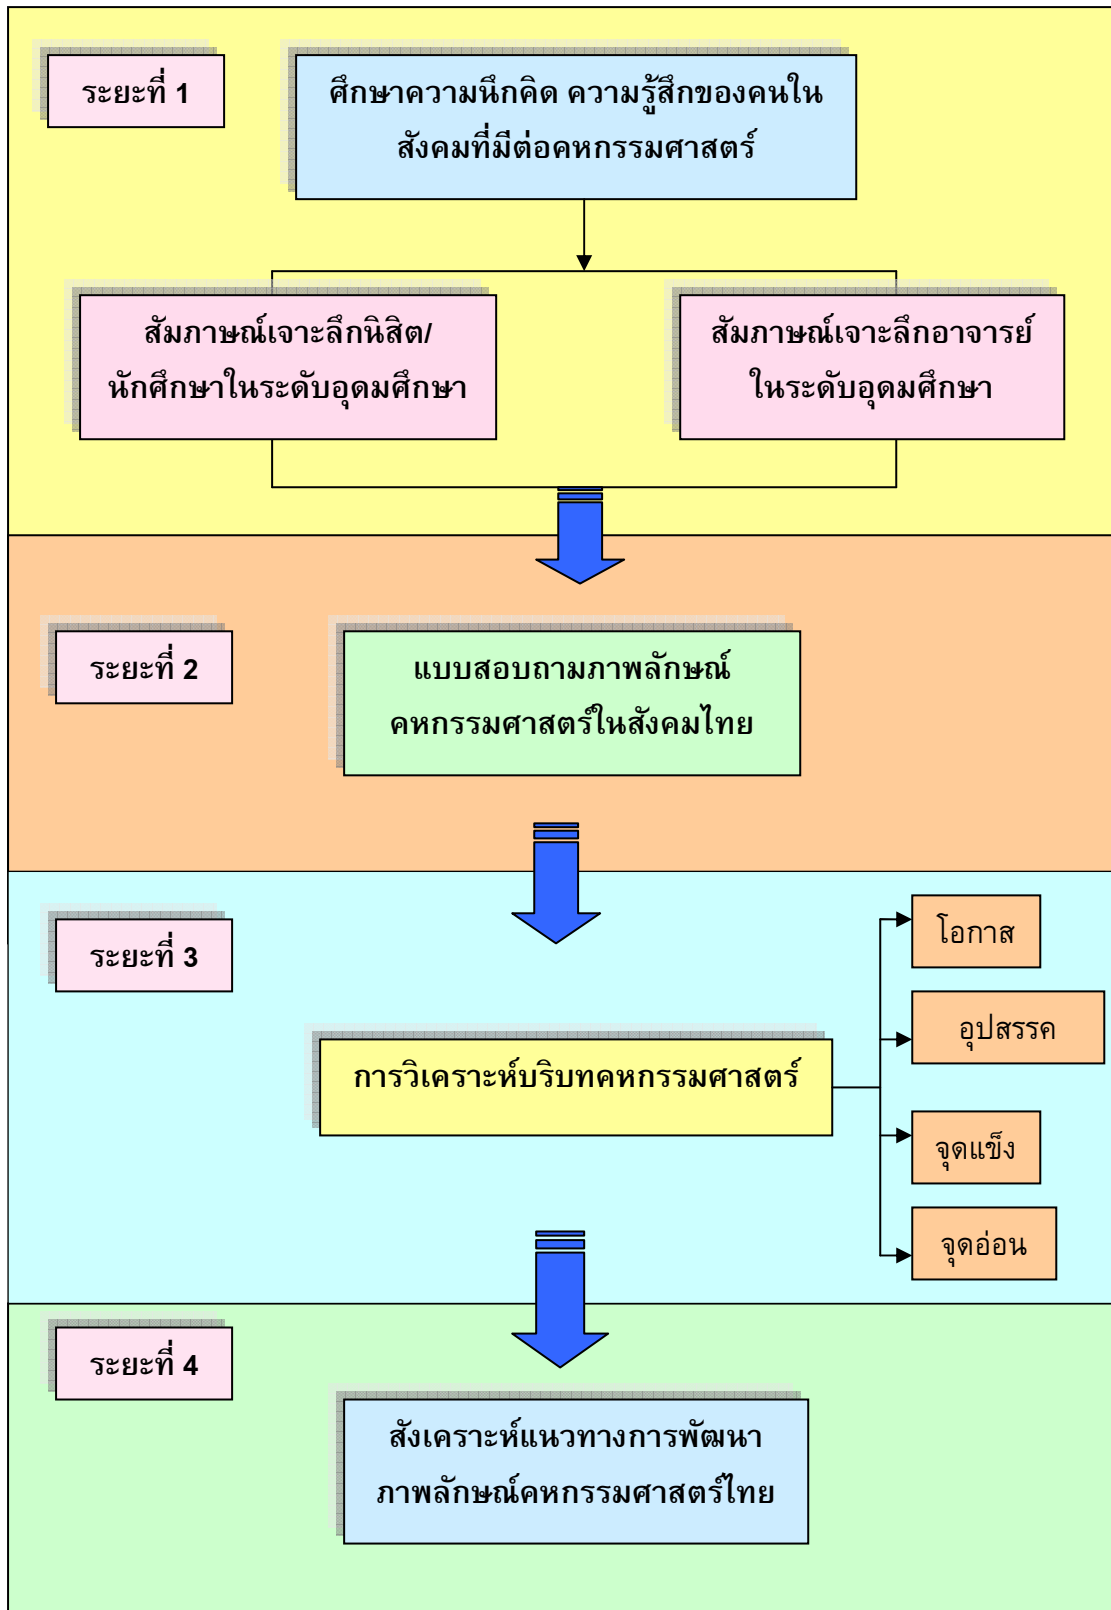 ระยะที่ 1
ศึกษาความนึกคิด ความรู้สึกของคนใน
สังคมที่มีต่อคหกรรมศาสตร์
สัมภาษณ์เจาะลึกนิสิต/
นักศึกษาในระดับอุดมศึกษา
สัมภาษณ์เจาะลึกอาจารย์
ในระดับอุดมศึกษา
ระยะที่ 2
แบบสอบถามภาพลักษณ์
คหกรรมศาสตร์ในสังคมไทย
ระยะที่ 3
การวิเคราะห์บริบทคหกรรมศาสตร์
โอกาส
อุปสรรค
จุดแข็ง
จุดอ่อน
ระยะที่ 4
สังเคราะห์แนวทางการพัฒนา
ภาพลักษณ์คหกรรมศาสตร์ไทย